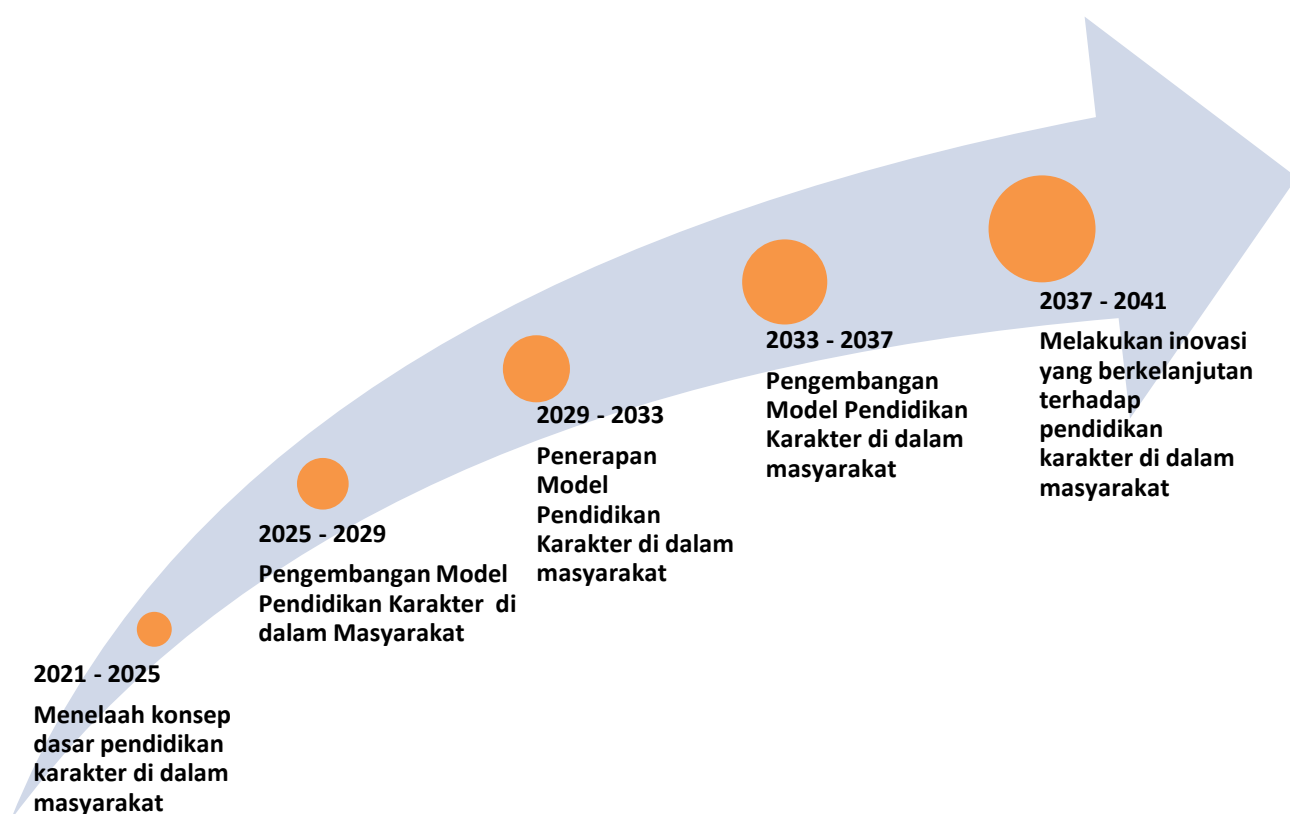 2021 - 2025
Menelaah konsep
dasar pendidikan
karakter di dalam
masyarakat
2025 - 2029
Pengembangan Model
Pendidikan Karakter di
dalam Masyarakat
2029 - 2033
Penerapan
Model
Pendidikan
Karakter di dalam
masyarakat
2033 - 2037
Pengembangan
Model Pendidikan
Karakter di dalam
masyarakat
2037 - 2041
Melakukan inovasi
yang berkelanjutan
terhadap
pendidikan
karakter di dalam
masyarakat